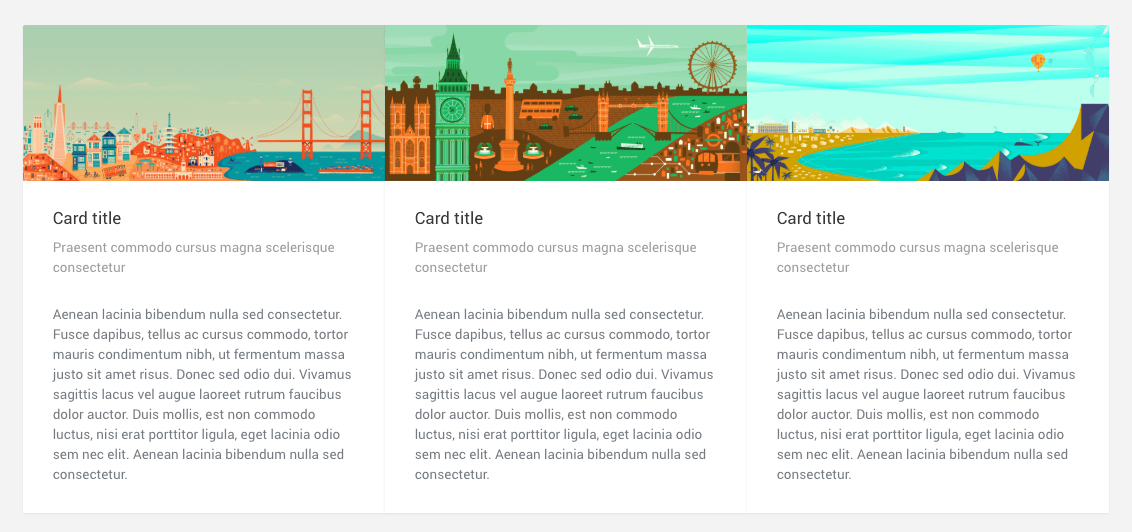 Card title
Praesent commodo cursus magna scelerisque
consectetur
Aenean lacinia bibendum nulla sed consectetur.
Fusce dapibus, tellus ac cursus commodo, tortor
mauris condimentum nibh, ut fermentum massa
justo sit amet risus. Donec sed odio dui. Vivamus
sagittis lacus vel augue laoreet rutrum faucibus
dolor auctor. Duis mollis, est non commodo
luctus, nisi erat porttitor ligula, eget lacinia odio
sem nec elit. Aenean lacinia bibendum nulla sed
consectetur.
Card title
Praesent commodo cursus magna scelerisque
consectetur
Aenean lacinia bibendum nulla sed consectetur.
Fusce dapibus, tellus ac cursus commodo, tortor
mauris condimentum nibh, ut fermentum massa
justo sit amet risus. Donec sed odio dui. Vivamus
sagittis lacus vel augue laoreet rutrum faucibus
dolor auctor. Duis mollis, est non commodo
luctus, nisi erat porttitor ligula, eget lacinia odio
sem nec elit. Aenean lacinia bibendum nulla sed
consectetur.
Card title
Praesent commodo cursus magna scelerisque
consectetur
Aenean lacinia bibendum nulla sed consectetur.
Fusce dapibus, tellus ac cursus commodo, tortor
mauris condimentum nibh, ut fermentum massa
justo sit amet risus. Donec sed odio dui. Vivamus
sagittis lacus vel augue laoreet rutrum faucibus
dolor auctor. Duis mollis, est non commodo
luctus, nisi erat porttitor ligula, eget lacinia odio
sem nec elit. Aenean lacinia bibendum nulla sed
consectetur.